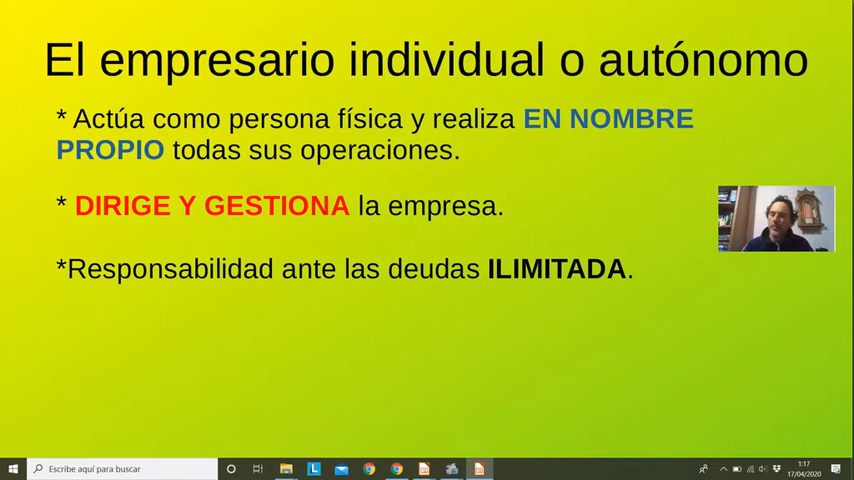 El empresario individual o autónomo
* Actúa como persona física y realiza EN NOMBRE
PROPIO todas sus operaciones.
* DIRIGE Y GESTIONA la empresa.
*Responsabilidad ante las deudas ILIMITADA.
Escribe aquí para buscar
L
1:17
17/04/2020